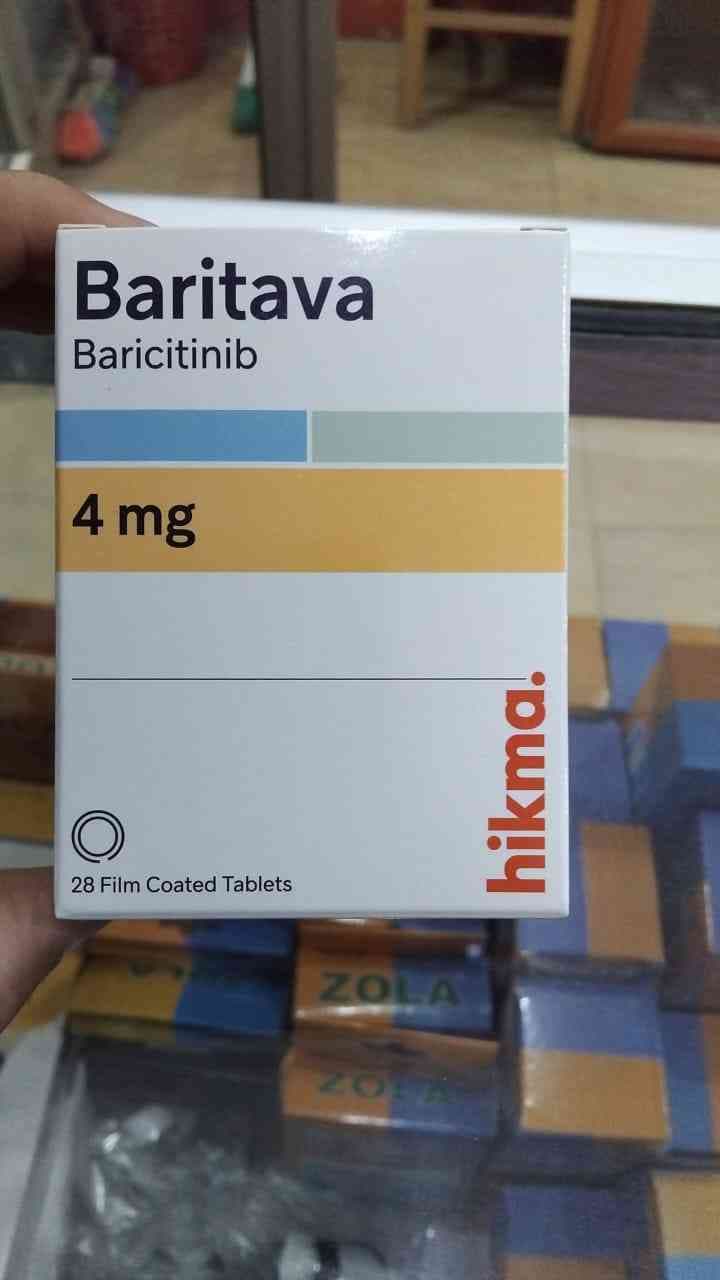 Baritava
Baricitinib
4 mg
hikma.
28 Film Coated Tablets
ZOLA
ZOLA